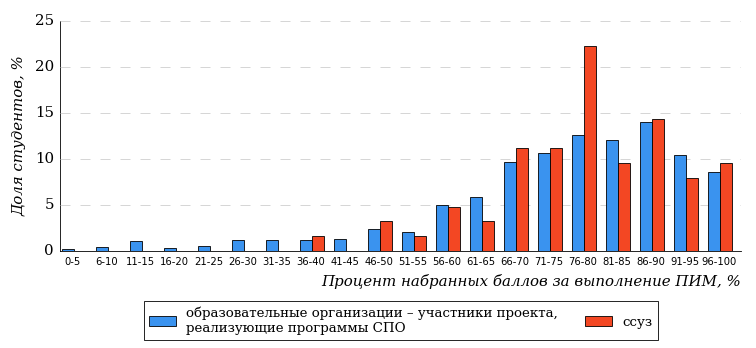 Доля студентов, %
25
20
15
10
5
0
0-5 6-10 11-15 16-20 21-25 26-30 31-35 36-40 41-45 46-50 51-55 56-60 61-65 66-70 71-75 76-80 81-85 86-90 91-95 96-100
Процент набранных баллов за выполнение ПИМ, %
образовательные организации – участники проекта,
реализующие программы СПО
ссуз